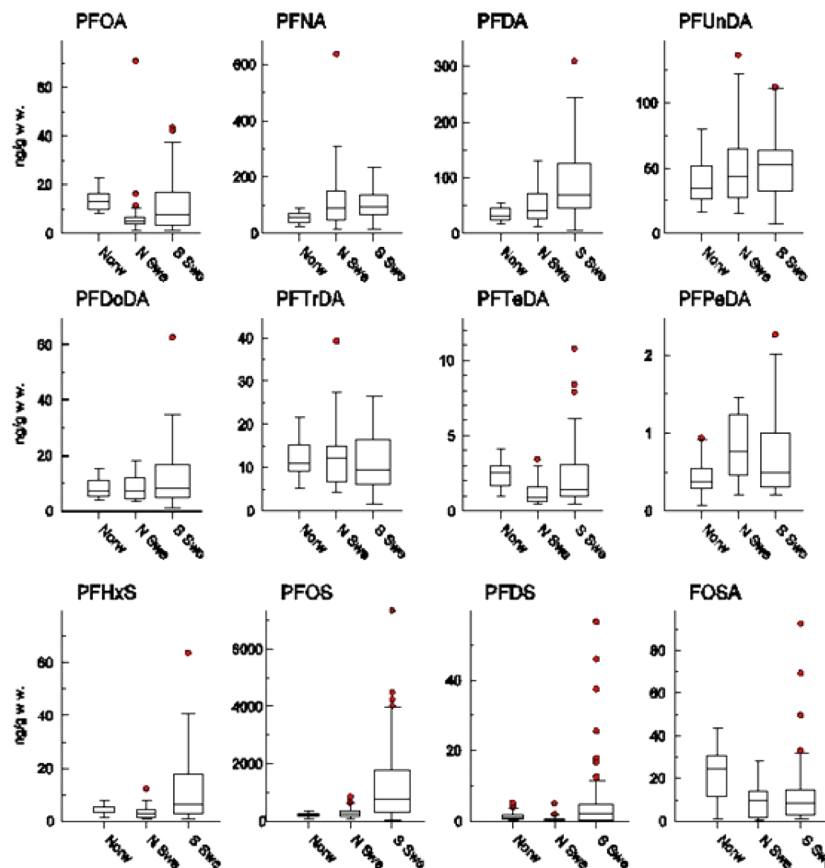 PFOA
PFNA
PFDA
PFUnDA
ng/g w w.
60
40
20
0
600
400
200
0
300
200
100
0
100
50
0
Norw
N Swe
S Swe
Norw
N Swe
S Swe
Norw
N Swe
S Swe
Norw
N Swe
S Swe
PFDoDA
PFTrDA
PFTeDA
PFPeDA
ng/g w w.
60
40
20
0
40
30
20
10
0
10
5
0
2
1
0
Norw
N Swe
S Swe
Norw
N Swe
S Swe
Norw
N Swe
S Swe
Norw
N Swe
S Swe
PFHxS
PFOS
PFDS
FOSA
ng/g w w.
60
40
20
0
6000
4000
2000
0
40
20
0
80
60
40
20
0
Norw
N Swe
S Swe
Norw
N Swe
S Swe
Norw
N Swe
S Swe
Norw
N Swe
S Swe